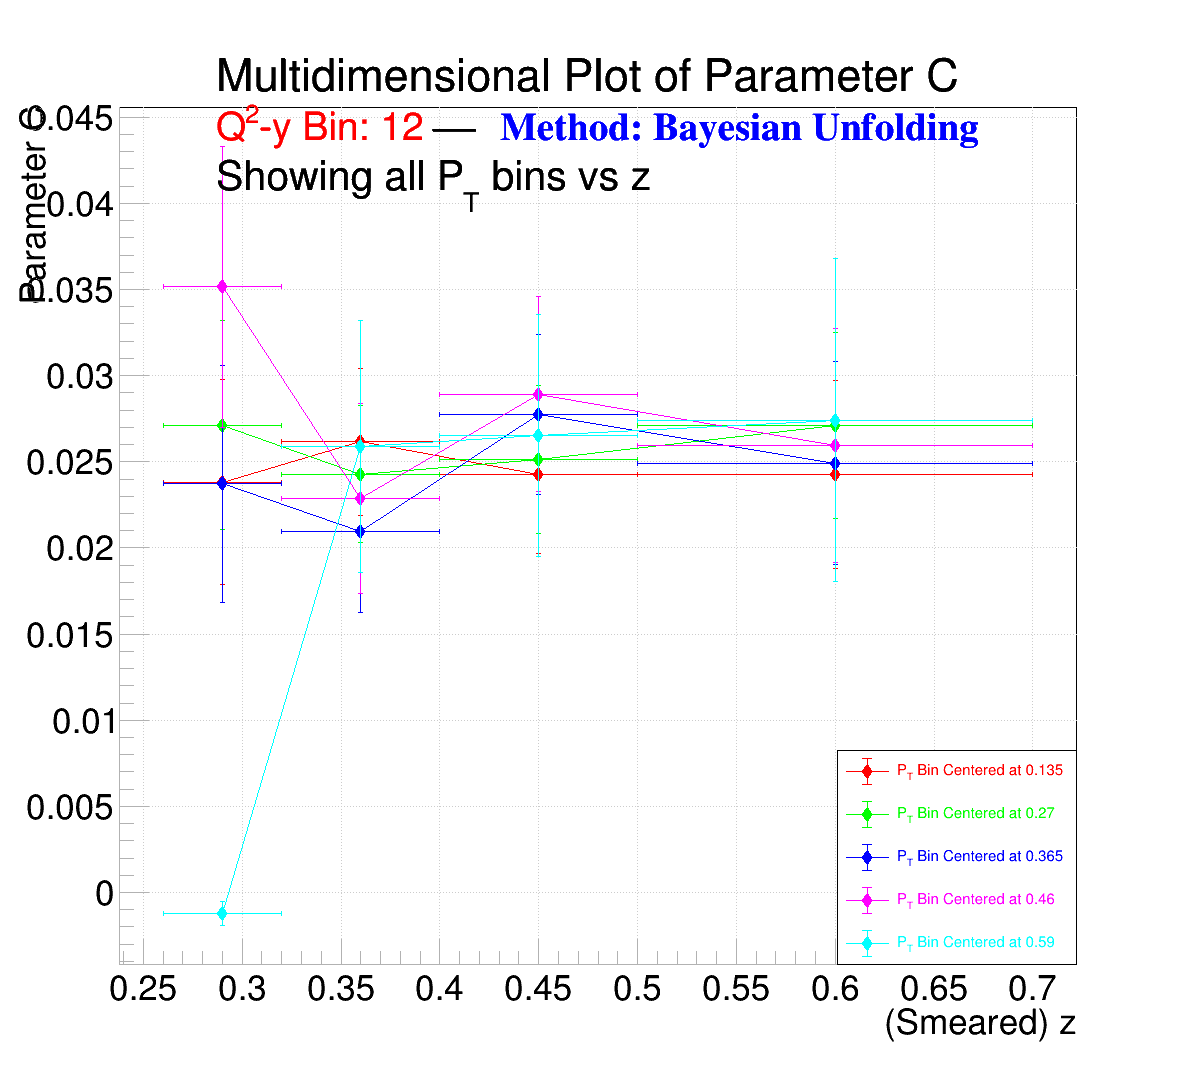 Multidimensional Plot of Parameter C
Q2-y Bin: 12 — Method: Bayesian Unfolding
Showing all PT bins vs z
Parameter C
0.045
0.04
0.035
0.03
0.025
0.02
0.015
0.01
0.005
0
PT Bin Centered at 0.135
PT Bin Centered at 0.27
PT Bin Centered at 0.365
PT Bin Centered at 0.46
PT Bin Centered at 0.59
0.25 0.3 0.35 0.4 0.45 0.5 0.55 0.6 0.65 0.7
(Smeared) z